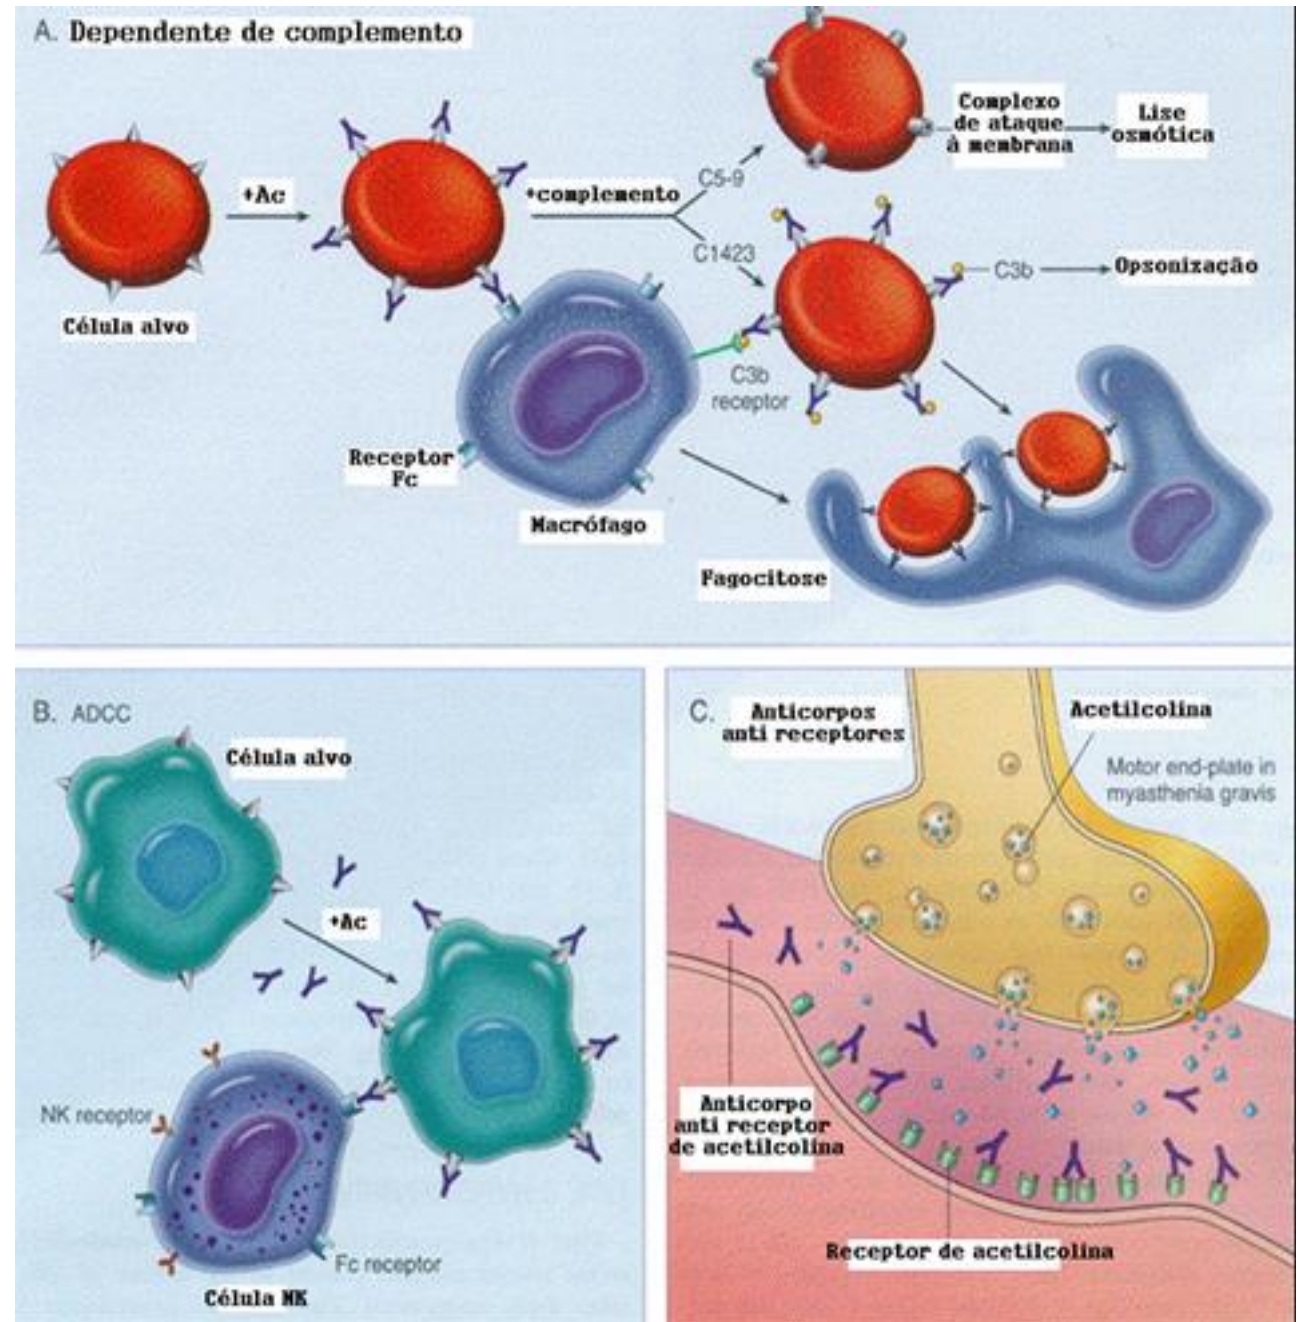 A. Dependente de complemento
Célula alvo
+Ac
+complemento
C5-9
Complexo
de ataque
à membrana
Lise
osmótica
C1423
C3b
Opsonização
C3b
receptor
Receptor
Fc
Macrófago
Fagocitose
B. ADCC
Célula alvo
+Ac
NK receptor
Fc receptor
Célula NK
C.
Anticorpos
anti receptores
Acetilcolina
Motor end-plate in
myasthenia gravis
Anticorpo
anti receptor
de acetilcolina
Receptor de acetilcolina